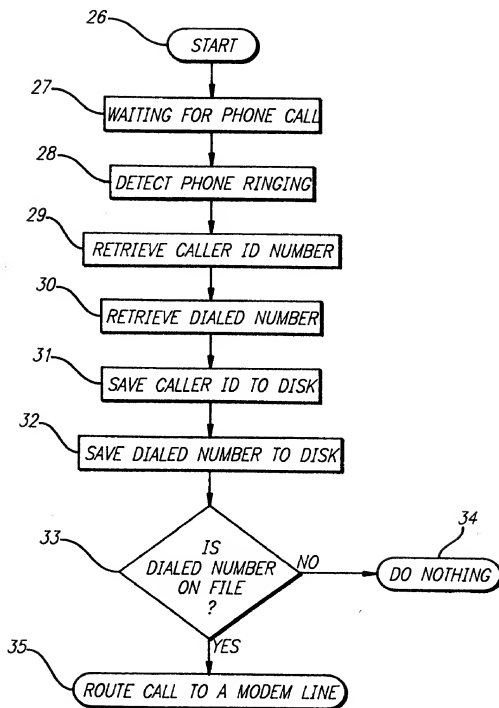 26
START
27
WAITING FOR PHONE CALL
28
DETECT PHONE RINGING
29
RETRIEVE CALLER ID NUMBER
30
RETRIEVE DIALED NUMBER
31
SAVE CALLER ID TO DISK
32
SAVE DIALED NUMBER TO DISK
33
IS
DIALED NUMBER
ON FILE
?
NO
34
DO NOTHING
YES
35
ROUTE CALL TO A MODEM LINE